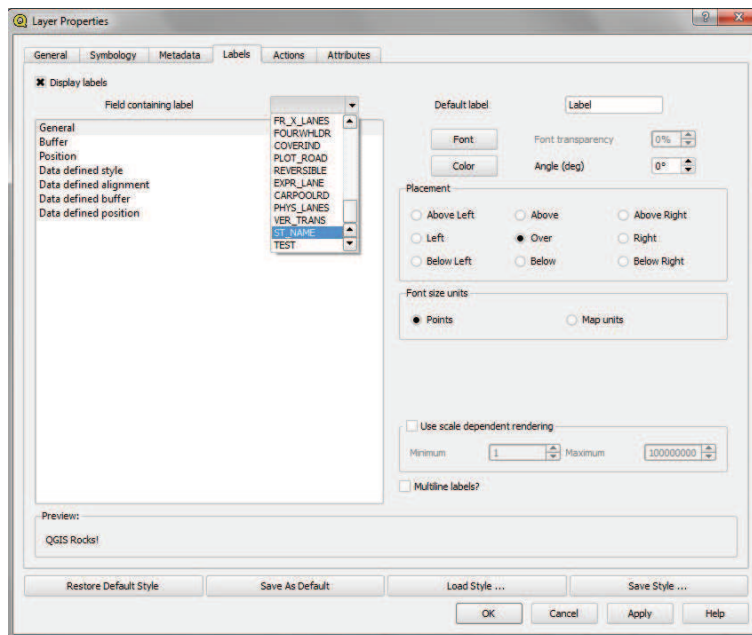 Layer Properties
General Symbology Metadata Labels Actions Attributes
Display labels
Field containing label
FR_X_LANES
FOURWHLDR
COVERIND
PLOT_ROAD
REVERSIBLE
EXPR_LANE
CARPOOLRD
PHYS_LANES
VER_TRANS
ST_NAME
TEST
General
Buffer
Position
Data defined style
Data defined alignment
Data defined buffer
Data defined position
Default label Label
Font Font transparency 0%
Color Angle (deg) 0°
Placement
Above Left Above Above Right
Left Over Right
Below Left Below Below Right
Font size units
Points Map units
Use scale dependent rendering
Minimum 1 Maximum 100000000
Multiline labels?
Preview:
QGIS Rocks!
Restore Default Style Save As Default Load Style ... Save Style ...
OK Cancel Apply Help